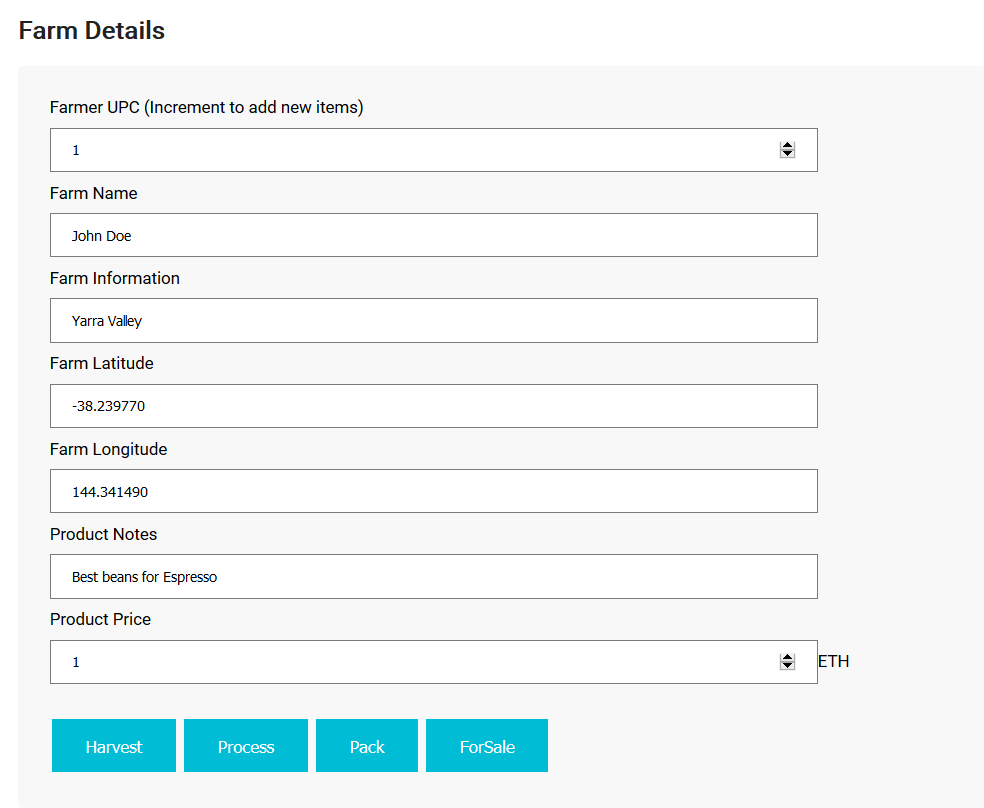 Farm Details
Farmer UPC (Increment to add new items)
1
Farm Name
John Doe
Farm Information
Yarra Valley
Farm Latitude
-38.239770
Farm Longitude
144.341490
Product Notes
Best beans for Espresso
Product Price
1 ETH
Harvest Process Pack ForSale